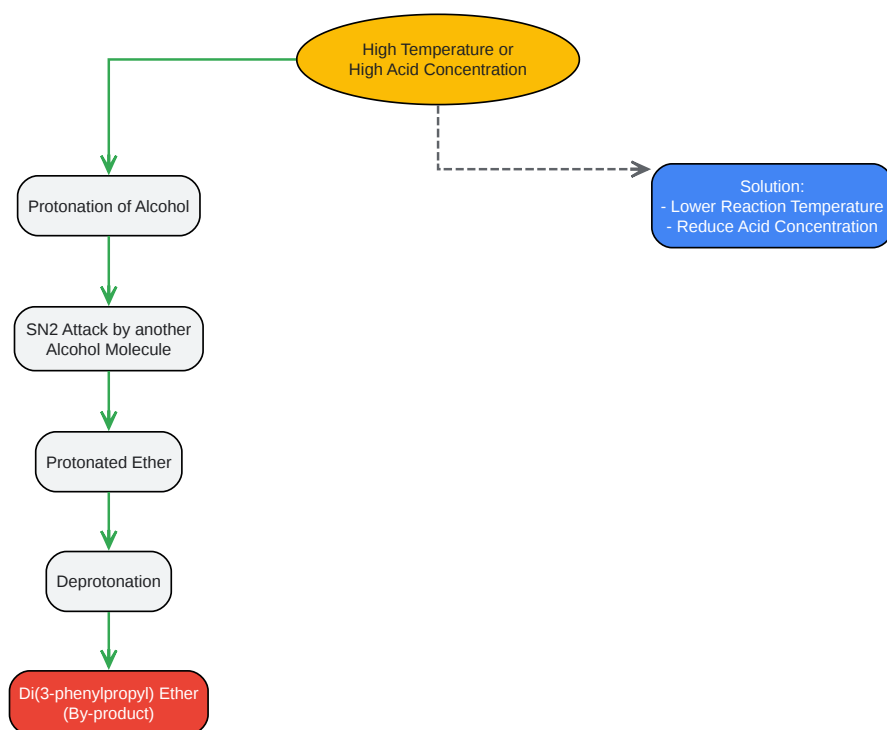 High Temperature or
High Acid Concentration
Solution:
- Lower Reaction Temperature
- Reduce Acid Concentration
Protonation of Alcohol
SN2 Attack by another
Alcohol Molecule
Protonated Ether
Deprotonation
Di(3-phenylpropyl) Ether
(By-product)